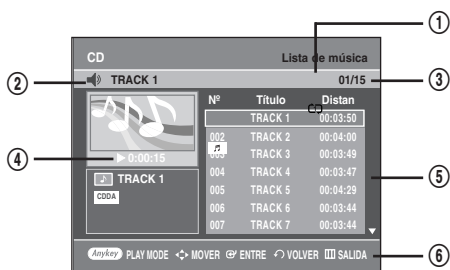 ①
CD Lista de música
② TRACK 1 01/15 ③
Nº Título Distan
TRACK 1 00:03:50
002 TRACK 2 00:04:00
003 TRACK 3 00:03:49
④ 0:00:15
004 TRACK 4 00:03:47
TRACK 1
CDDA
005 TRACK 5 00:04:29 ⑤
006 TRACK 6 00:03:44
007 TRACK 7 00:03:44
Anykey PLAY MODE MOVER ENTRE VOLVER SALIDA ⑥